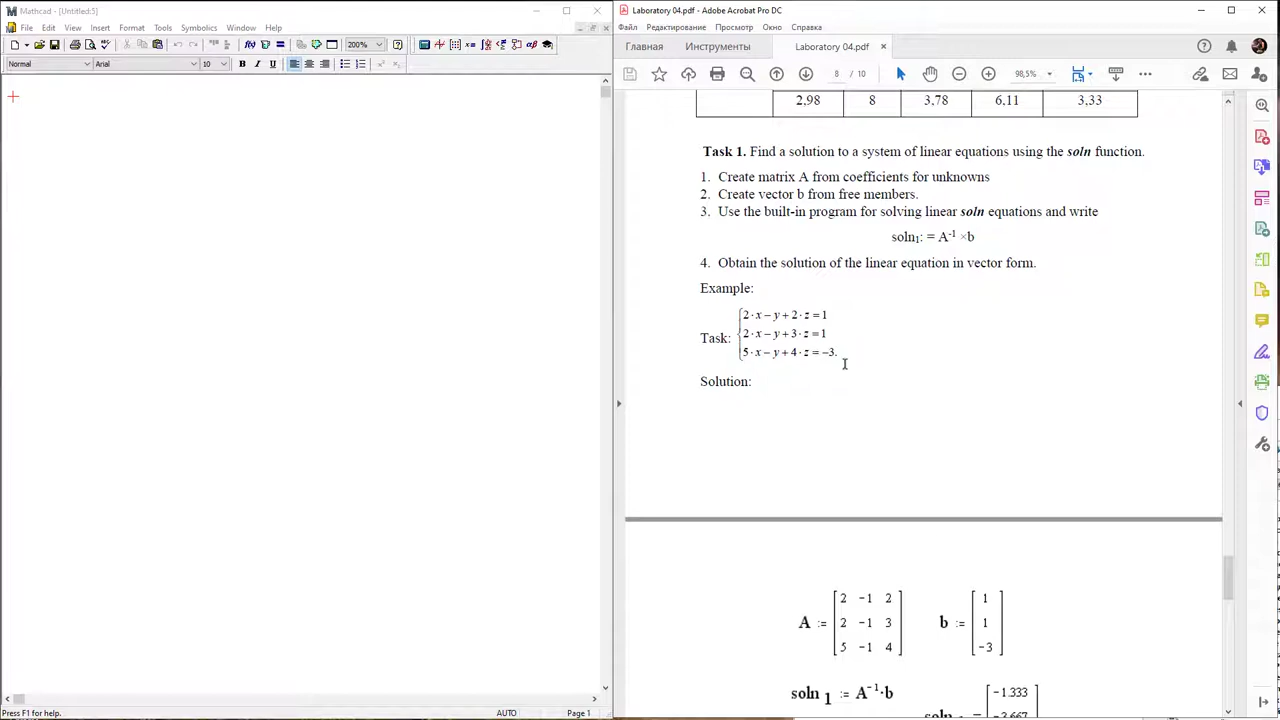 Mathcad - [Untitled:5]
File Edit View Insert Format Tools Symbolics Window Help
200%
Normal Arial 10 B I U
Press F1 for help. AUTO Page 1
Laboratory 04.pdf - Adobe Acrobat Pro DC
Файл Редактирование Просмотр Окно Справка
Главная Инструменты Laboratory 04.pdf ×
8 / 10 98,5%
2,98 8 3,78 6,11 3,33
Task 1. Find a solution to a system of linear equations using the soln function.
1. Create matrix A from coefficients for unknowns
2. Create vector b from free members.
3. Use the built-in program for solving linear soln equations and write
soln₁: = A⁻¹ ×b
4. Obtain the solution of the linear equation in vector form.
Example:
2·x − y + 2·z = 1
Task: 2·x − y + 3·z = 1
5·x − y + 4·z = −3.
Solution:
2 −1 2 1
A := 2 −1 3 b := 1
5 −1 4 −3
soln 1 := A⁻¹·b −1.333